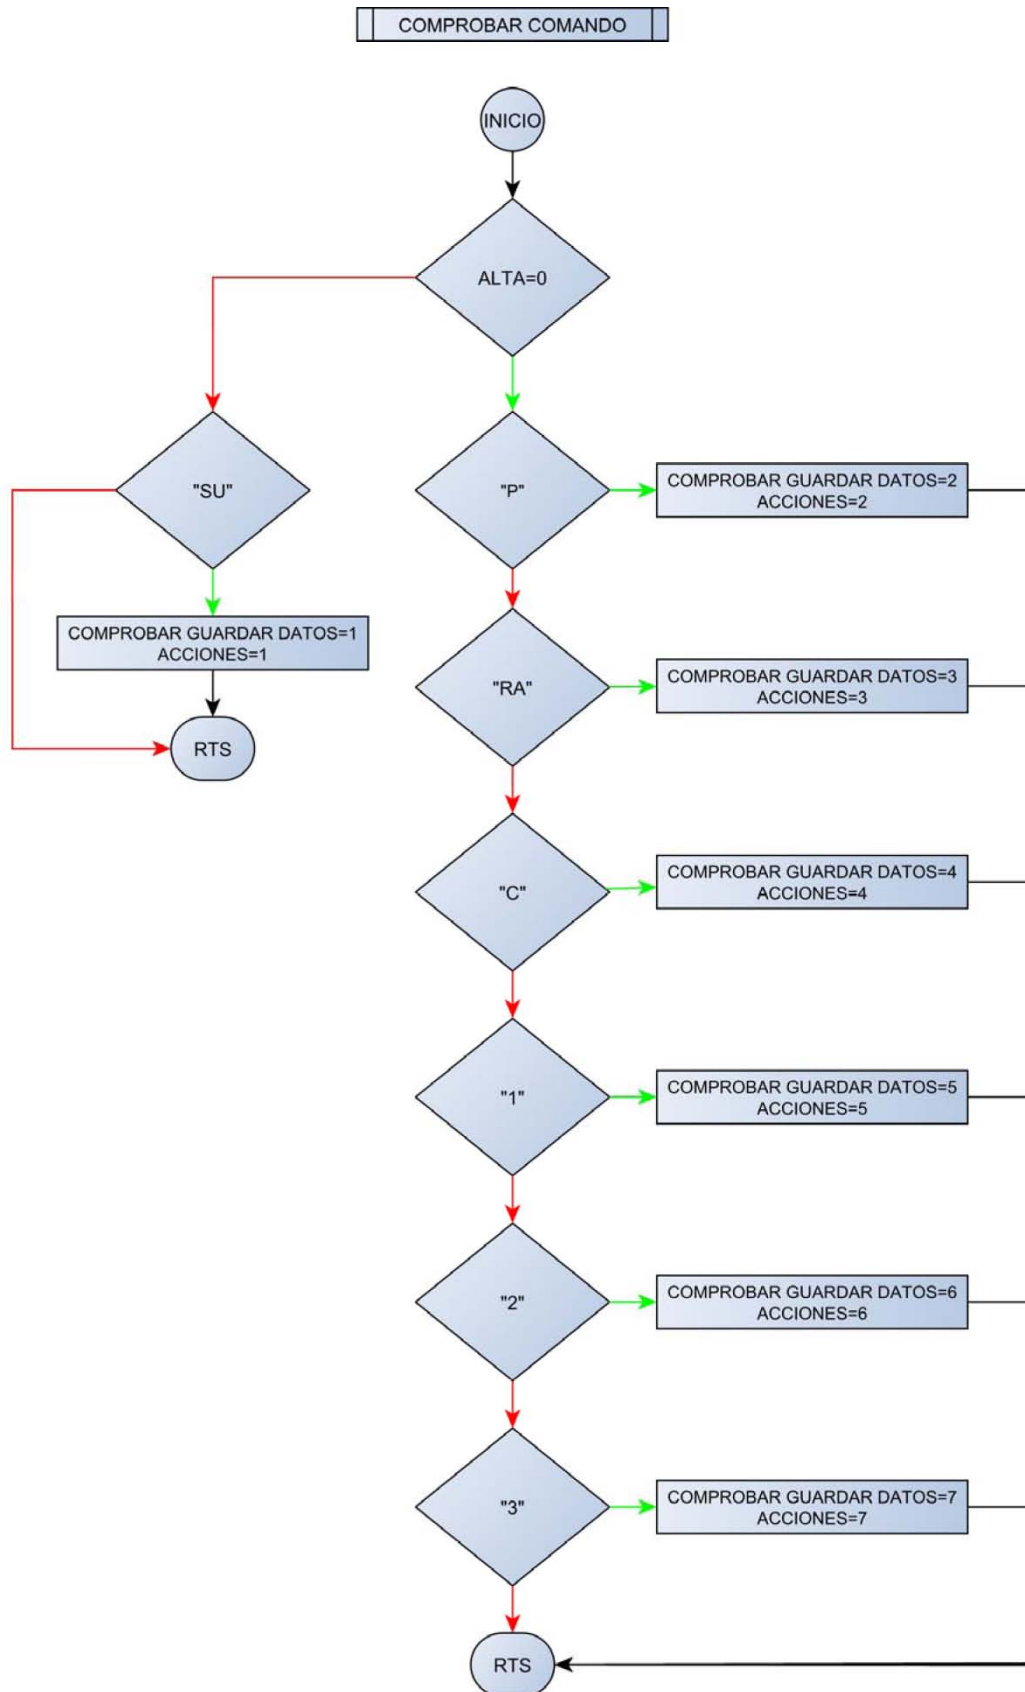 COMPROBAR COMANDO
INICIO
ALTA=0
"SU"
"P"
COMPROBAR GUARDAR DATOS=2
ACCIONES=2
COMPROBAR GUARDAR DATOS=1
ACCIONES=1
"RA"
COMPROBAR GUARDAR DATOS=3
ACCIONES=3
RTS
"C"
COMPROBAR GUARDAR DATOS=4
ACCIONES=4
"1"
COMPROBAR GUARDAR DATOS=5
ACCIONES=5
"2"
COMPROBAR GUARDAR DATOS=6
ACCIONES=6
"3"
COMPROBAR GUARDAR DATOS=7
ACCIONES=7
RTS